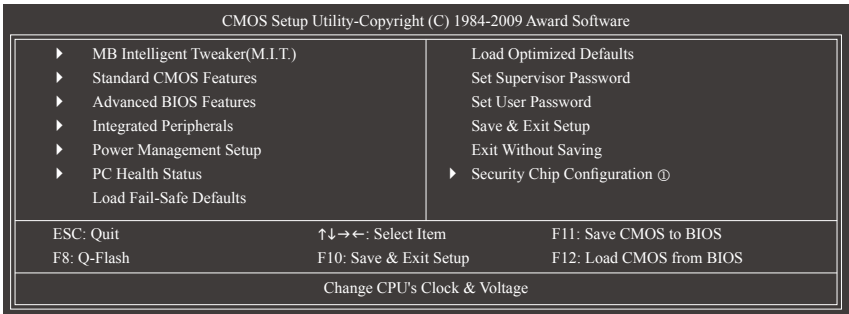 CMOS Setup Utility-Copyright (C) 1984-2009 Award Software
▶ MB Intelligent Tweaker(M.I.T.)
▶ Standard CMOS Features
▶ Advanced BIOS Features
▶ Integrated Peripherals
▶ Power Management Setup
▶ PC Health Status
Load Fail-Safe Defaults
Load Optimized Defaults
Set Supervisor Password
Set User Password
Save & Exit Setup
Exit Without Saving
▶ Security Chip Configuration ①
ESC: Quit ↑↓→←: Select Item F11: Save CMOS to BIOS
F8: Q-Flash F10: Save & Exit Setup F12: Load CMOS from BIOS
Change CPU's Clock & Voltage